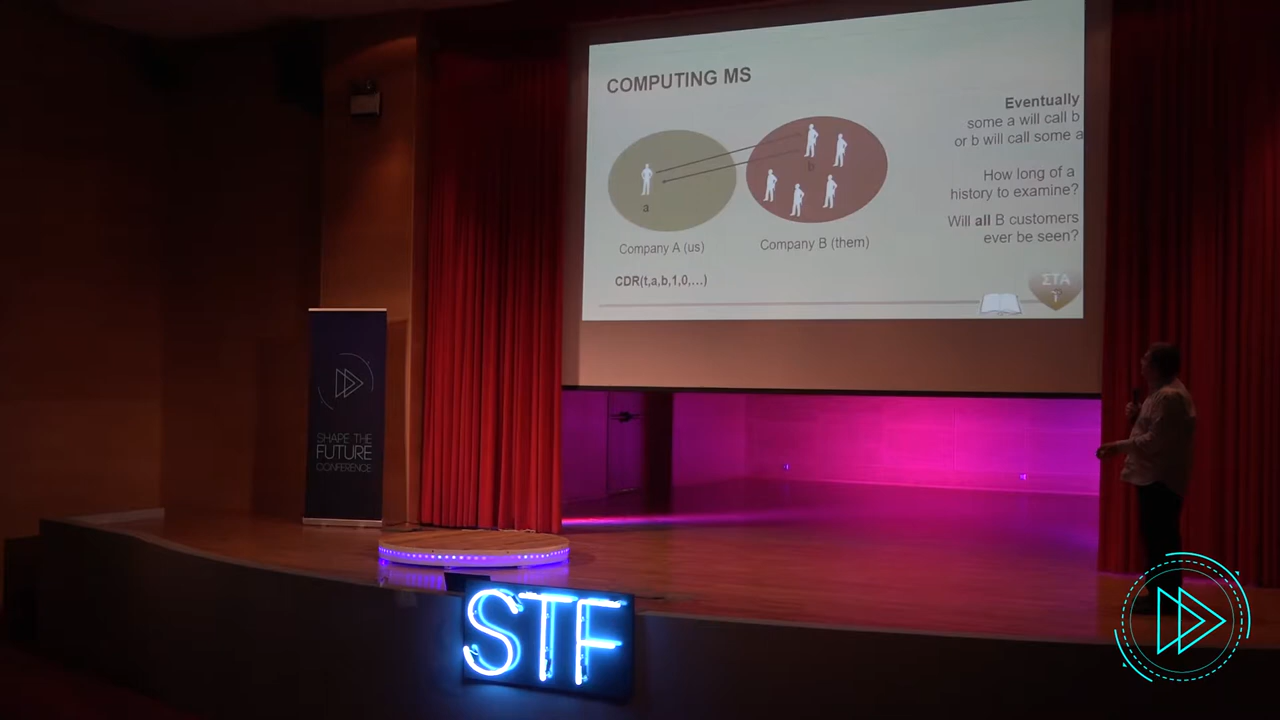 COMPUTING MS
Eventually
some a will call b
or b will call some a
How long of a
history to examine?
Will all B customers
ever be seen?
b
a
Company A (us)
Company B (them)
CDR(t,a,b,1,0,...)
ΣΤΑ
Τ
SHAPE THE
FUTURE
CONFERENCE
STF